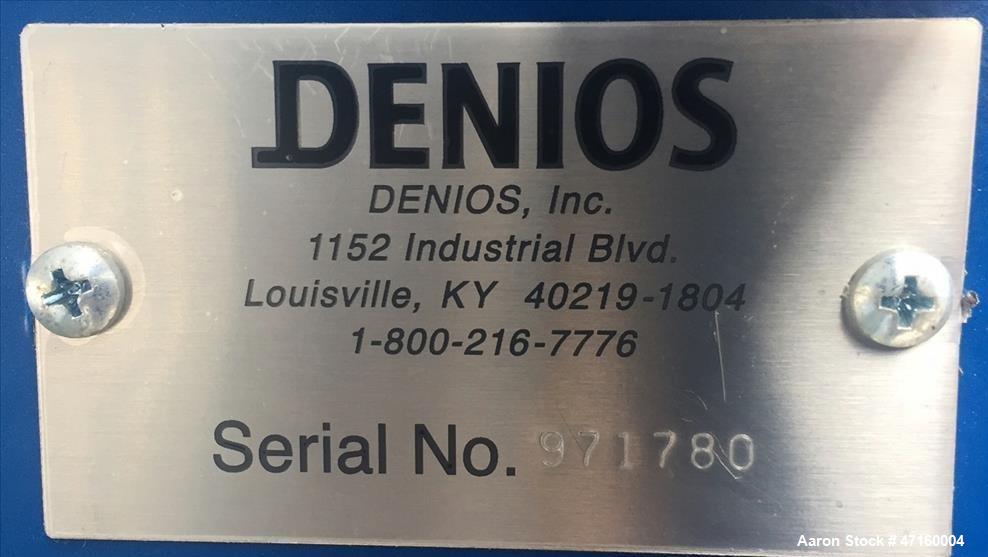 DENIOS
DENIOS, Inc.
1152 Industrial Blvd.
Louisville, KY 40219-1804
1-800-216-7776
Serial No. 971780
Aaron Stock # 47160004